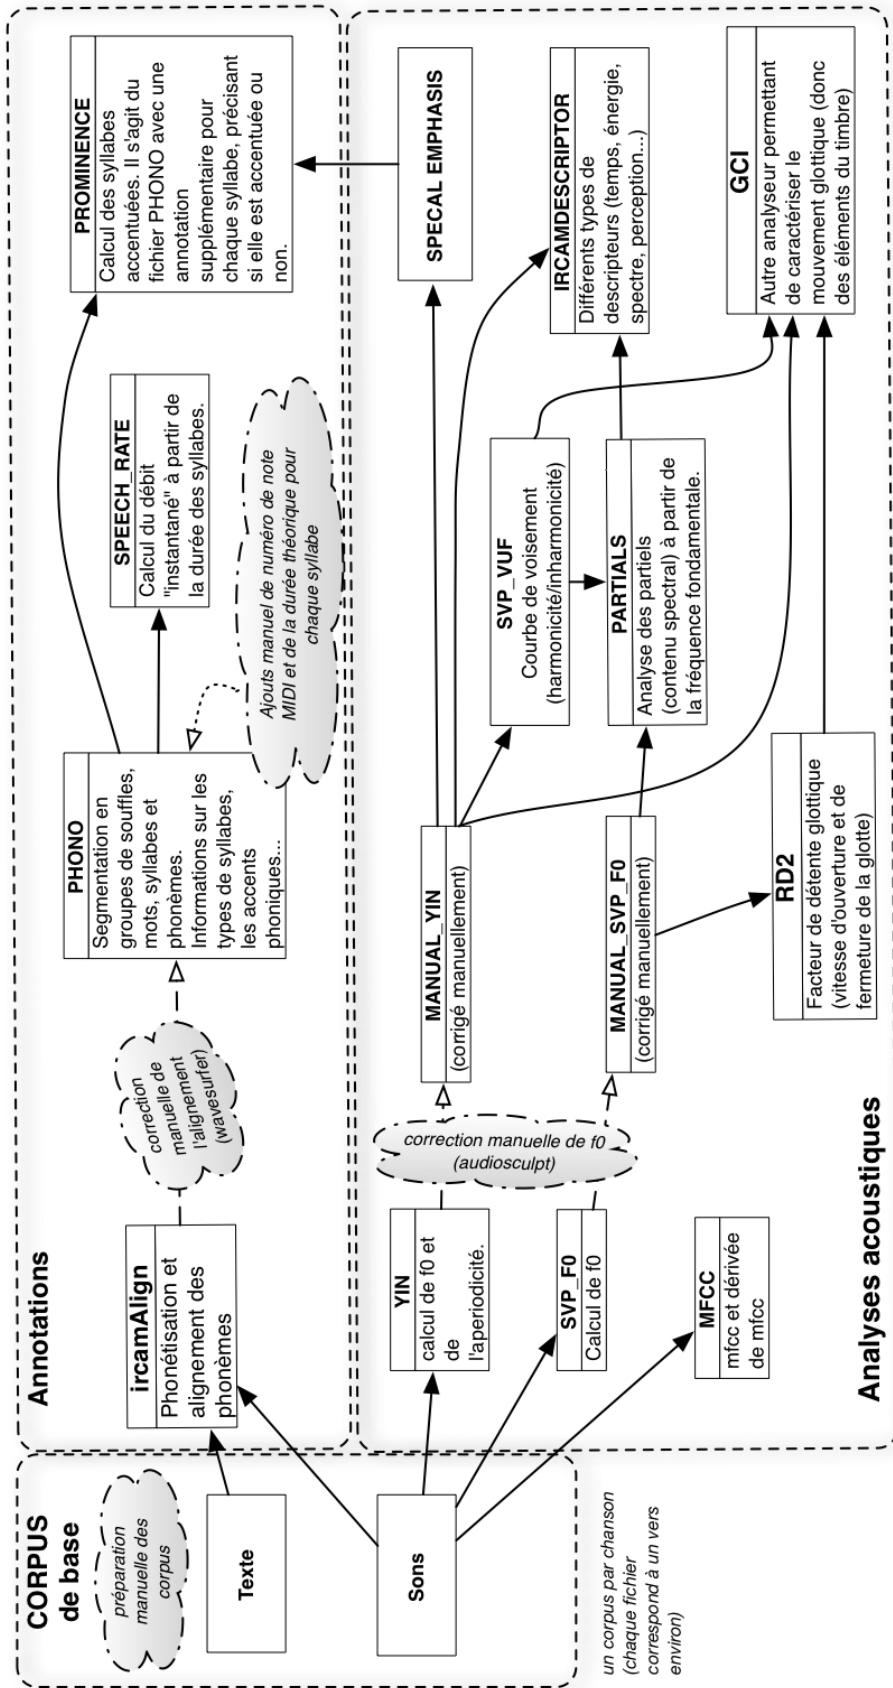 CORPUS
de base
préparation
manuelle des
corpus
Texte
Sons
un corpus par chanson
(chaque fichier
correspond à un vers
environ)
Annotations
ircamAlign
Phonétisation et
alignement des
phonèmes
correction
manuelle de
l'alignement
(wavesurfer)
PHONO
Segmentation en
groupes de souffles,
mots, syllabes et
phonèmes.
Informations sur les
types de syllabes,
les accents
phoniques...
Ajouts manuel de numéro de note
MIDI et de la durée théorique pour
chaque syllabe
SPEECH_RATE
Calcul du débit
"instantané" à partir de
la durée des syllabes.
PROMINENCE
Calcul des syllabes
accentuées. Il s'agit du
fichier PHONO avec une
annotation
supplémentaire pour
chaque syllabe, précisant
si elle est accentuée ou
non.
YIN
calcul de f0 et
de
l'aperiodicité.
SVP_F0
Calcul de f0
MFCC
mfcc et dérivée
de mfcc
correction manuelle de f0
(audiosculpt)
MANUAL_YIN
(corrigé manuellement)
MANUAL_SVP_F0
(corrigé manuellement)
RD2
Facteur de détente glottique
(vitesse d'ouverture et de
fermeture de la glotte)
SVP_VUF
Courbe de voisement
(harmonicité/inharmonicité)
PARTIALS
Analyse des partiels
(contenu spectral) à partir de
la fréquence fondamentale.
SPECAL EMPHASIS
IRCAMDESCRIPTOR
Différents types de
descripteurs (temps, énergie,
spectre, perception...)
GCI
Autre analyseur permettant
de caractériser le
mouvement glottique (donc
des éléments du timbre)
Analyses acoustiques